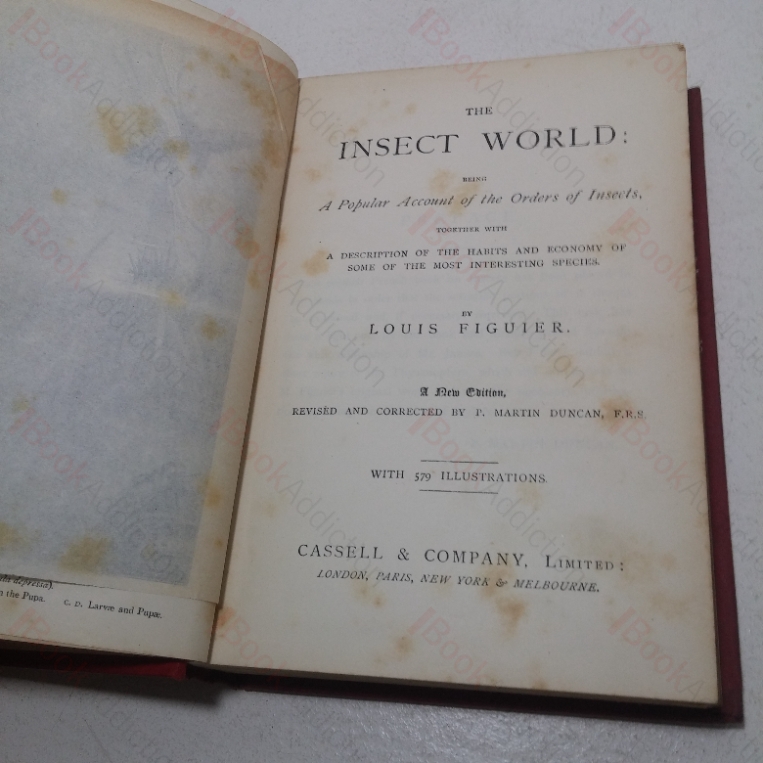 THE
INSECT WORLD:
BEING
A Popular Account of the Orders of Insects,
TOGETHER WITH
A DESCRIPTION OF THE HABITS AND ECONOMY OF
SOME OF THE MOST INTERESTING SPECIES.
BY
LOUIS FIGUIER.
A New Edition,
REVISED AND CORRECTED BY P. MARTIN DUNCAN, F.R.S.
WITH 579 ILLUSTRATIONS.
CASSELL & COMPANY, LIMITED:
LONDON, PARIS, NEW YORK & MELBOURNE.
depressa).
the Pupa. c. D. Larvæ and Pupæ.
BookAddiction